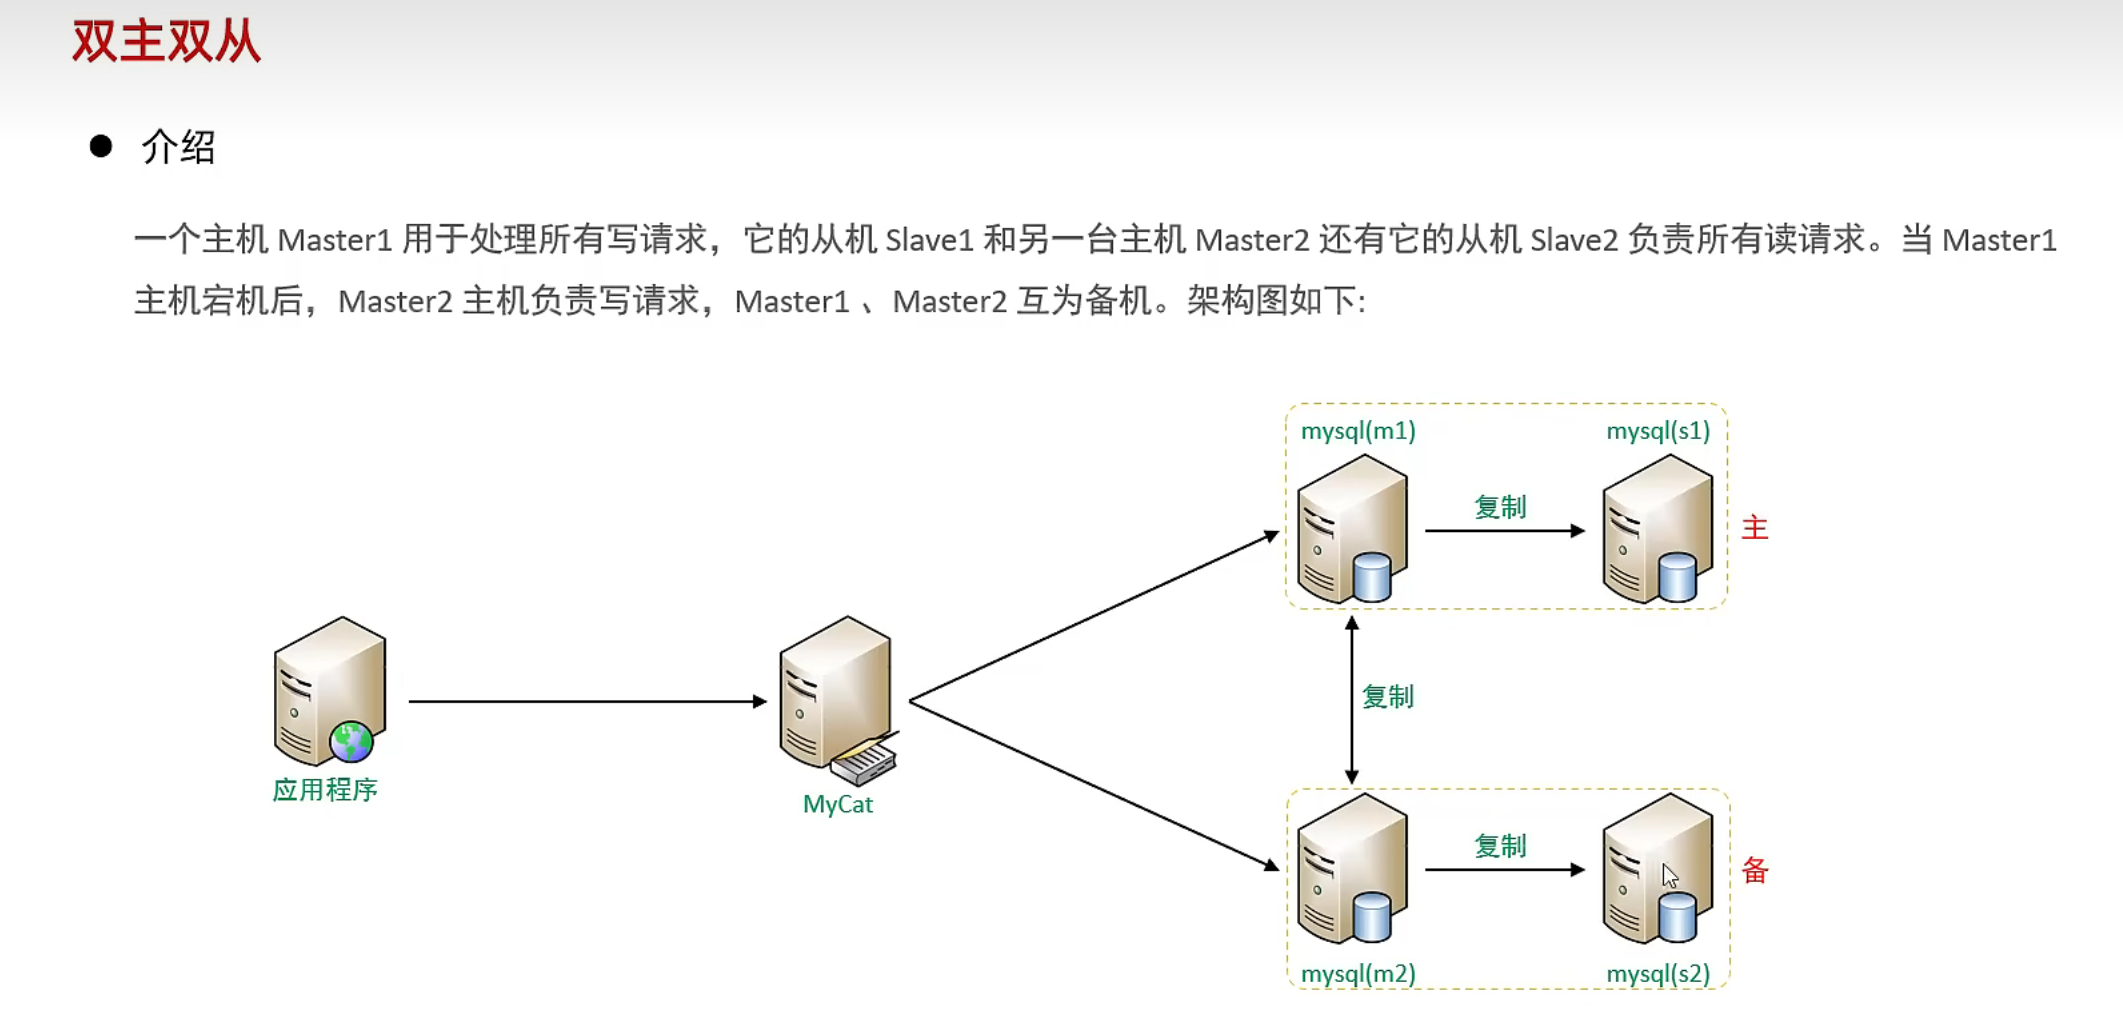 双主双从
● 介绍
一个主机 Master1 用于处理所有写请求，它的从机 Slave1 和另一台主机 Master2 还有它的从机 Slave2 负责所有读请求。当 Master1
主机宕机后，Master2 主机负责写请求，Master1 、Master2 互为备机。架构图如下:
mysql(m1)
mysql(s1)
复制
主
复制
应用程序
MyCat
复制
备
mysql(m2)
mysql(s2)